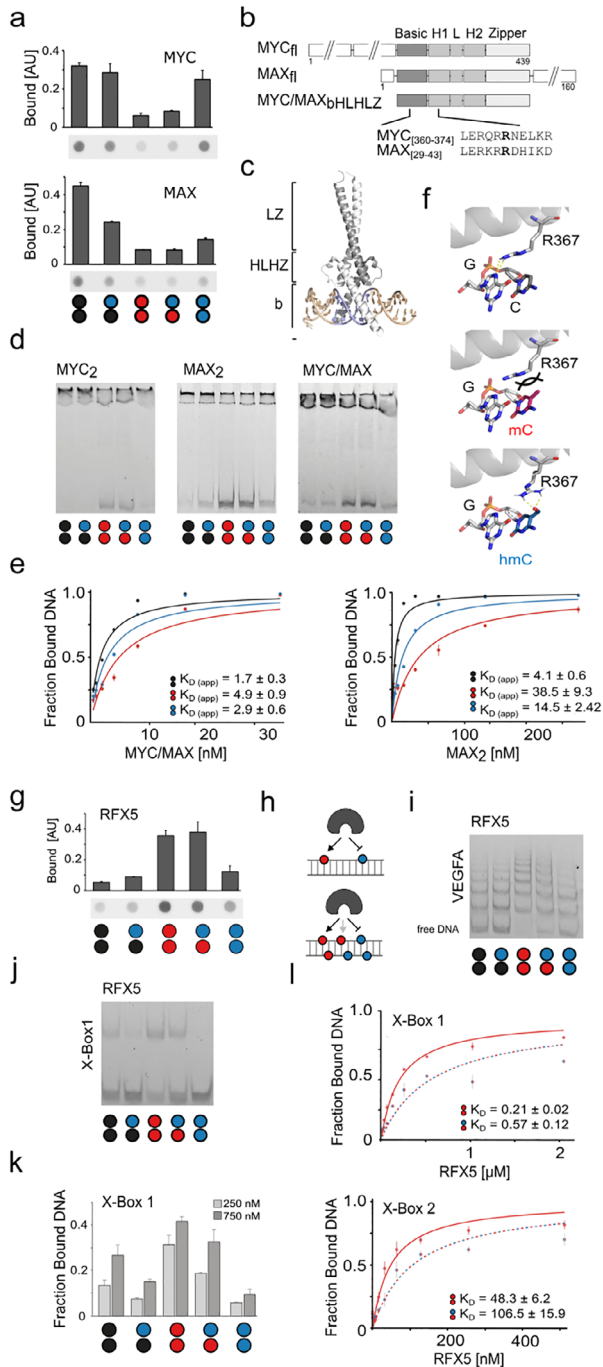 a
MYC
Bound [AU]
0.4
0.2
0
MAX
Bound [AU]
0.4
0.2
0
b
Basic H1 L H2 Zipper
MYCfl
1
439
MAXfl
1
160
MYC/MAXbHLHLZ
MYC[360-374] LERQRRNELKR
MAX[29-43] LERKRRDHIKD
c
LZ
HLHZ
b
f
R367
G
C
R367
G
mC
R367
G
hmC
d
MYC2
MAX2
MYC/MAX
e
Fraction Bound DNA
1.0
0.5
0
KD (app) = 1.7 ± 0.3
KD (app) = 4.9 ± 0.9
KD (app) = 2.9 ± 0.6
0 10 20 30
MYC/MAX [nM]
Fraction Bound DNA
1.0
0.5
0
KD (app) = 4.1 ± 0.6
KD (app) = 38.5 ± 9.3
KD (app) = 14.5 ± 2.42
0 100 200
MAX2 [nM]
g
RFX5
Bound [AU]
0.4
0.2
0
h
i
RFX5
VEGFA
free DNA
j
RFX5
X-Box1
k
X-Box 1
250 nM
750 nM
Fraction Bound DNA
0.4
0.2
0
l
X-Box 1
Fraction Bound DNA
1.0
0.5
0
KD = 0.21 ± 0.02
KD = 0.57 ± 0.12
0 1 2
RFX5 [µM]
X-Box 2
Fraction Bound DNA
1.0
0.5
0
KD = 48.3 ± 6.2
KD = 106.5 ± 15.9
0 200 400
RFX5 [nM]